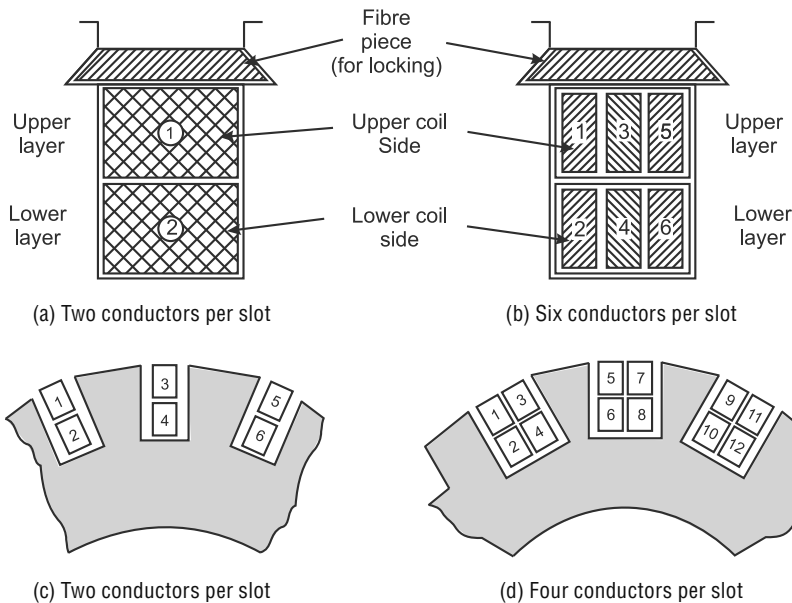 Fibre
piece
(for locking)
Upper
layer
1
Upper coil
Side
1 3 5
Upper
layer
Lower
layer
2
Lower coil
side
2 4 6
Lower
layer
(a) Two conductors per slot
(b) Six conductors per slot
1
2
3
4
5
6
1 3
2 4
5 7
6 8
9 11
10 12
(c) Two conductors per slot
(d) Four conductors per slot